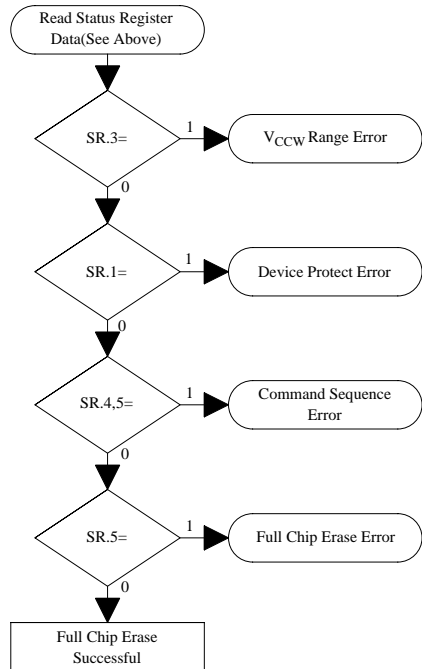 Read Status Register
Data(See Above)
SR.3=
1
VCCW Range Error
0
SR.1=
1
Device Protect Error
0
SR.4,5=
1
Command Sequence
Error
0
SR.5=
1
Full Chip Erase Error
0
Full Chip Erase
Successful